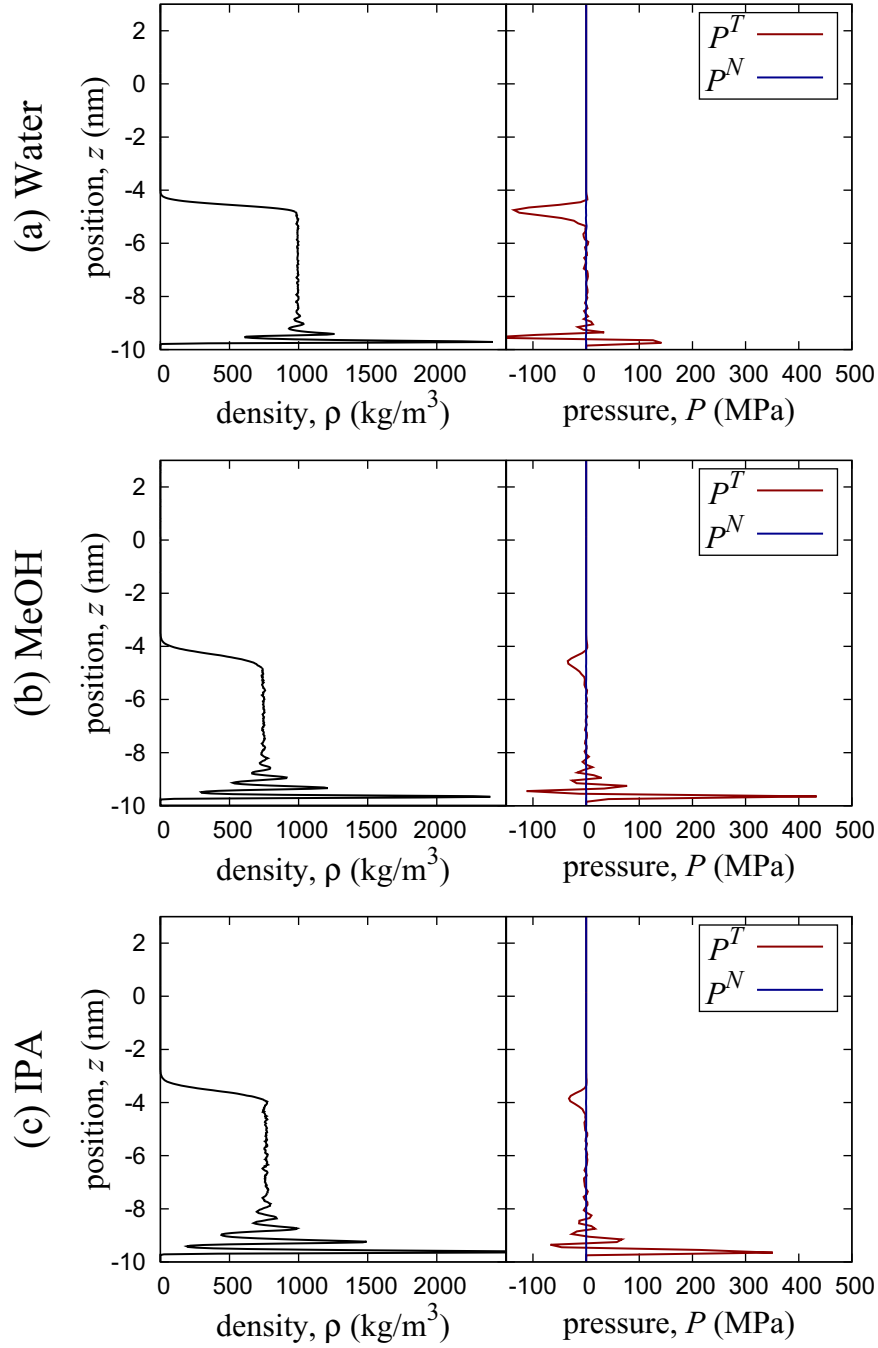 (a) Water
position, z (nm)
2
0
-2
-4
-6
-8
-10
0 500 1000 1500 2000
density, ρ (kg/m³)
P^T
P^N
-100 0 100 200 300 400 500
pressure, P (MPa)
(b) MeOH
position, z (nm)
2
0
-2
-4
-6
-8
-10
0 500 1000 1500 2000
density, ρ (kg/m³)
P^T
P^N
-100 0 100 200 300 400 500
pressure, P (MPa)
(c) IPA
position, z (nm)
2
0
-2
-4
-6
-8
-10
0 500 1000 1500 2000
density, ρ (kg/m³)
P^T
P^N
-100 0 100 200 300 400 500
pressure, P (MPa)